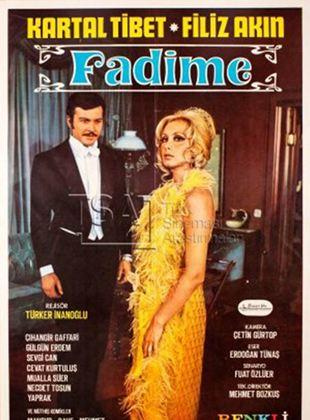 KARTAL TİBET ★ FİLİZ AKIN
Fadime
REJİSÖR
TÜRKER İNANOĞLU
CİHANGİR GAFFARİ
GÜLGÜN ERDEM
SEVGİ CAN
CEVAT KURTULUŞ
MUALLA SÜER
NECDET TOSUN
YAPRAK
KAMERA
ÇETİN GÜRTOP
ESER
ERDOĞAN TÜNAŞ
SENARYO
FUAT ÖZLÜER
TEK.DİREKTÖR
MEHMET BOZKUŞ
RENKLİ